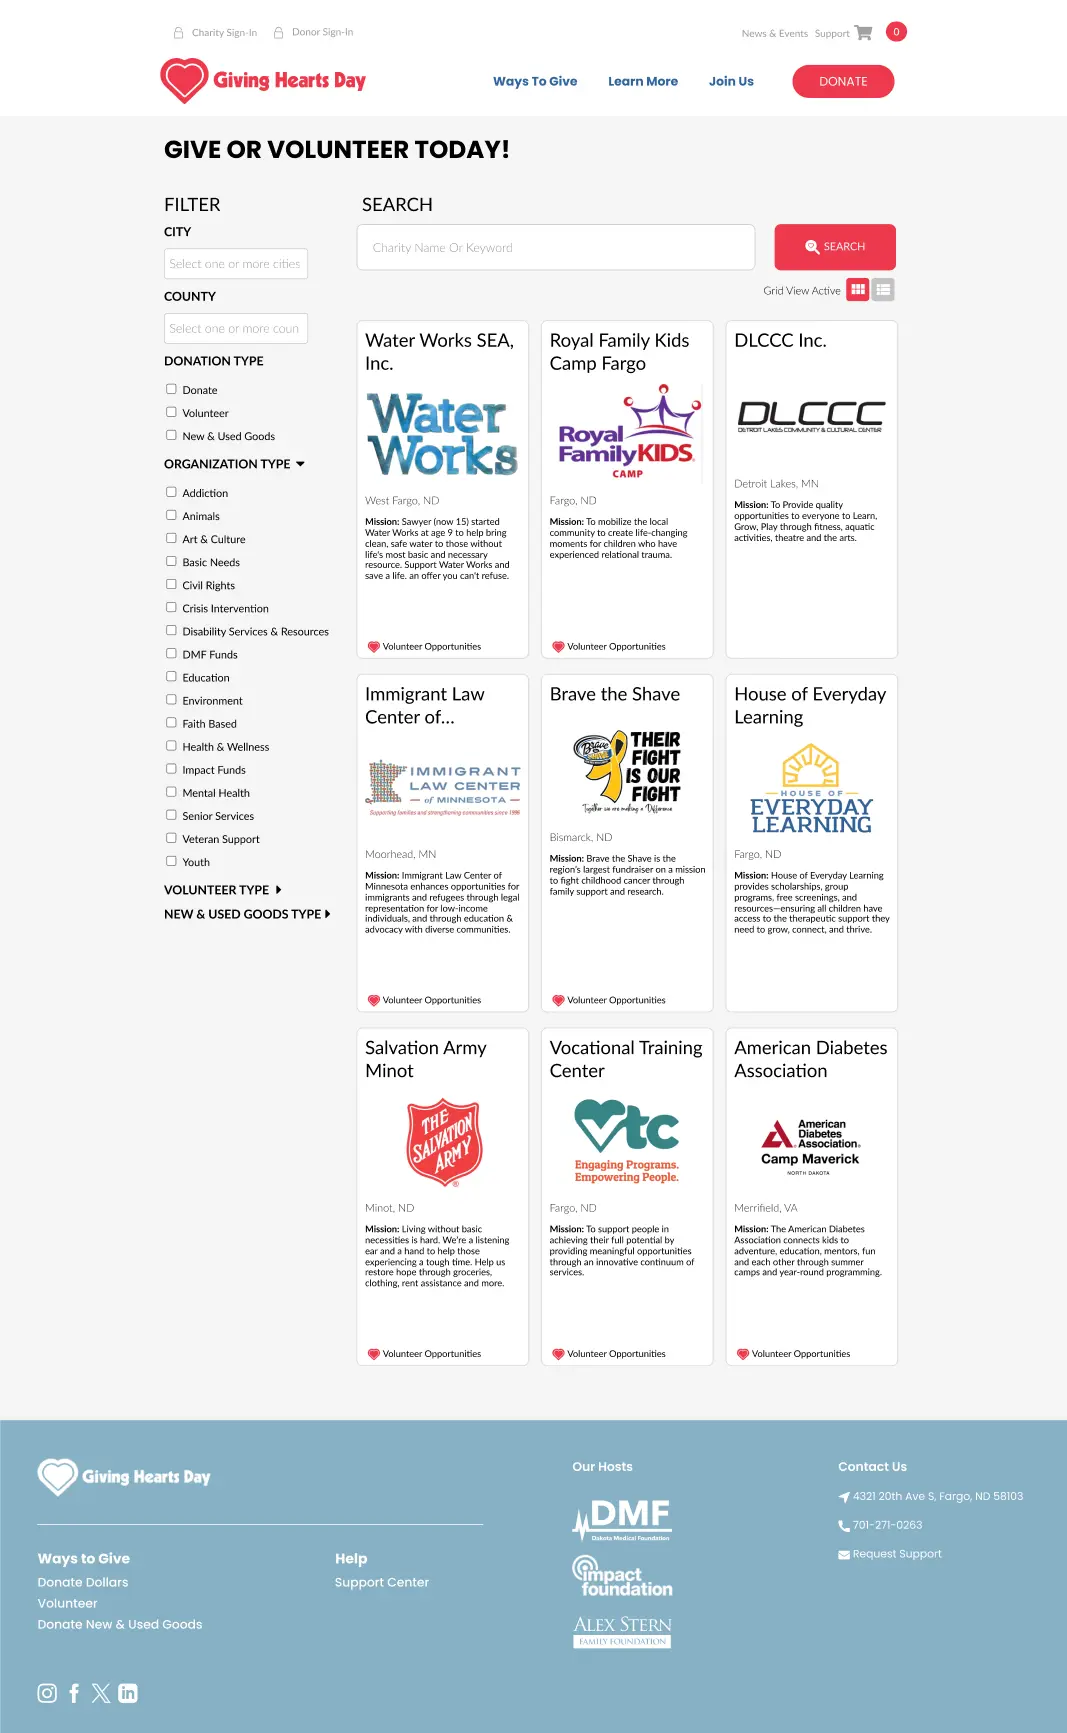 Charity Sign-In
Donor Sign-In
News & Events
Support
0
Giving Hearts Day
Ways To Give
Learn More
Join Us
DONATE
GIVE OR VOLUNTEER TODAY!
FILTER
CITY
Select one or more cities
COUNTY
Select one or more coun
DONATION TYPE
Donate
Volunteer
New & Used Goods
ORGANIZATION TYPE
Addiction
Animals
Art & Culture
Basic Needs
Civil Rights
Crisis Intervention
Disability Services & Resources
DMF Funds
Education
Environment
Faith Based
Health & Wellness
Impact Funds
Mental Health
Senior Services
Veteran Support
Youth
VOLUNTEER TYPE
NEW & USED GOODS TYPE
SEARCH
Charity Name Or Keyword
SEARCH
Grid View Active
Water Works SEA,
Inc.
Water
Works
West Fargo, ND
Mission: Sawyer (now 15) started
Water Works at age 9 to help bring
clean, safe water to those without
life's most basic and necessary
resource. Support Water Works and
save a life. an offer you can't refuse.
Volunteer Opportunities
Royal Family Kids
Camp Fargo
Royal
FamilyKIDS.
CAMP
Fargo, ND
Mission: To mobilize the local
community to create life-changing
moments for children who have
experienced relational trauma.
Volunteer Opportunities
DLCCC Inc.
DLCCC
DETROIT LAKES COMMUNITY & CULTURAL CENTER
Detroit Lakes, MN
Mission: To Provide quality
opportunities to everyone to Learn,
Grow, Play through fitness, aquatic
activities, theatre and the arts.
Immigrant Law
Center of...
IMMIGRANT
LAW CENTER
of MINNESOTA
Supporting families and strengthening communities since 1996
Moorhead, MN
Mission: Immigrant Law Center of
Minnesota enhances opportunities for
immigrants and refugees through legal
representation for low-income
individuals, and through education &
advocacy with diverse communities.
Volunteer Opportunities
Brave the Shave
Brave
THEIR
FIGHT
IS OUR
FIGHT
Together we are making a Difference
Bismarck, ND
Mission: Brave the Shave is the
region's largest fundraiser on a mission
to fight childhood cancer through
family support and research.
Volunteer Opportunities
House of Everyday
Learning
HOUSE OF
EVERYDAY
LEARNING
Fargo, ND
Mission: House of Everyday Learning
provides scholarships, group
programs, free screenings, and
resources—ensuring all children have
access to the therapeutic support they
need to grow, connect, and thrive.
Salvation Army
Minot
THE
SALVATION
ARMY
®
Minot, ND
Mission: Living without basic
necessities is hard. We're a listening
ear and a hand to help those
experiencing a tough time. Help us
restore hope through groceries,
clothing, rent assistance and more.
Volunteer Opportunities
Vocational Training
Center
vtc
Engaging Programs.
Empowering People.
Fargo, ND
Mission: To support people in
achieving their full potential by
providing meaningful opportunities
through an innovative continuum of
services.
Volunteer Opportunities
American Diabetes
Association
American
Diabetes
Association®
Camp Maverick
NORTH DAKOTA
Merrifield, VA
Mission: The American Diabetes
Association connects kids to
adventure, education, mentors, fun
and each other through summer
camps and year-round programming.
Volunteer Opportunities
Giving Hearts Day
Ways to Give
Donate Dollars
Volunteer
Donate New & Used Goods
Help
Support Center
Our Hosts
DMF
Dakota Medical Foundation
impact
foundation
ALEX STERN
FAMILY FOUNDATION
Contact Us
4321 20th Ave S, Fargo, ND 58103
701-271-0263
Request Support